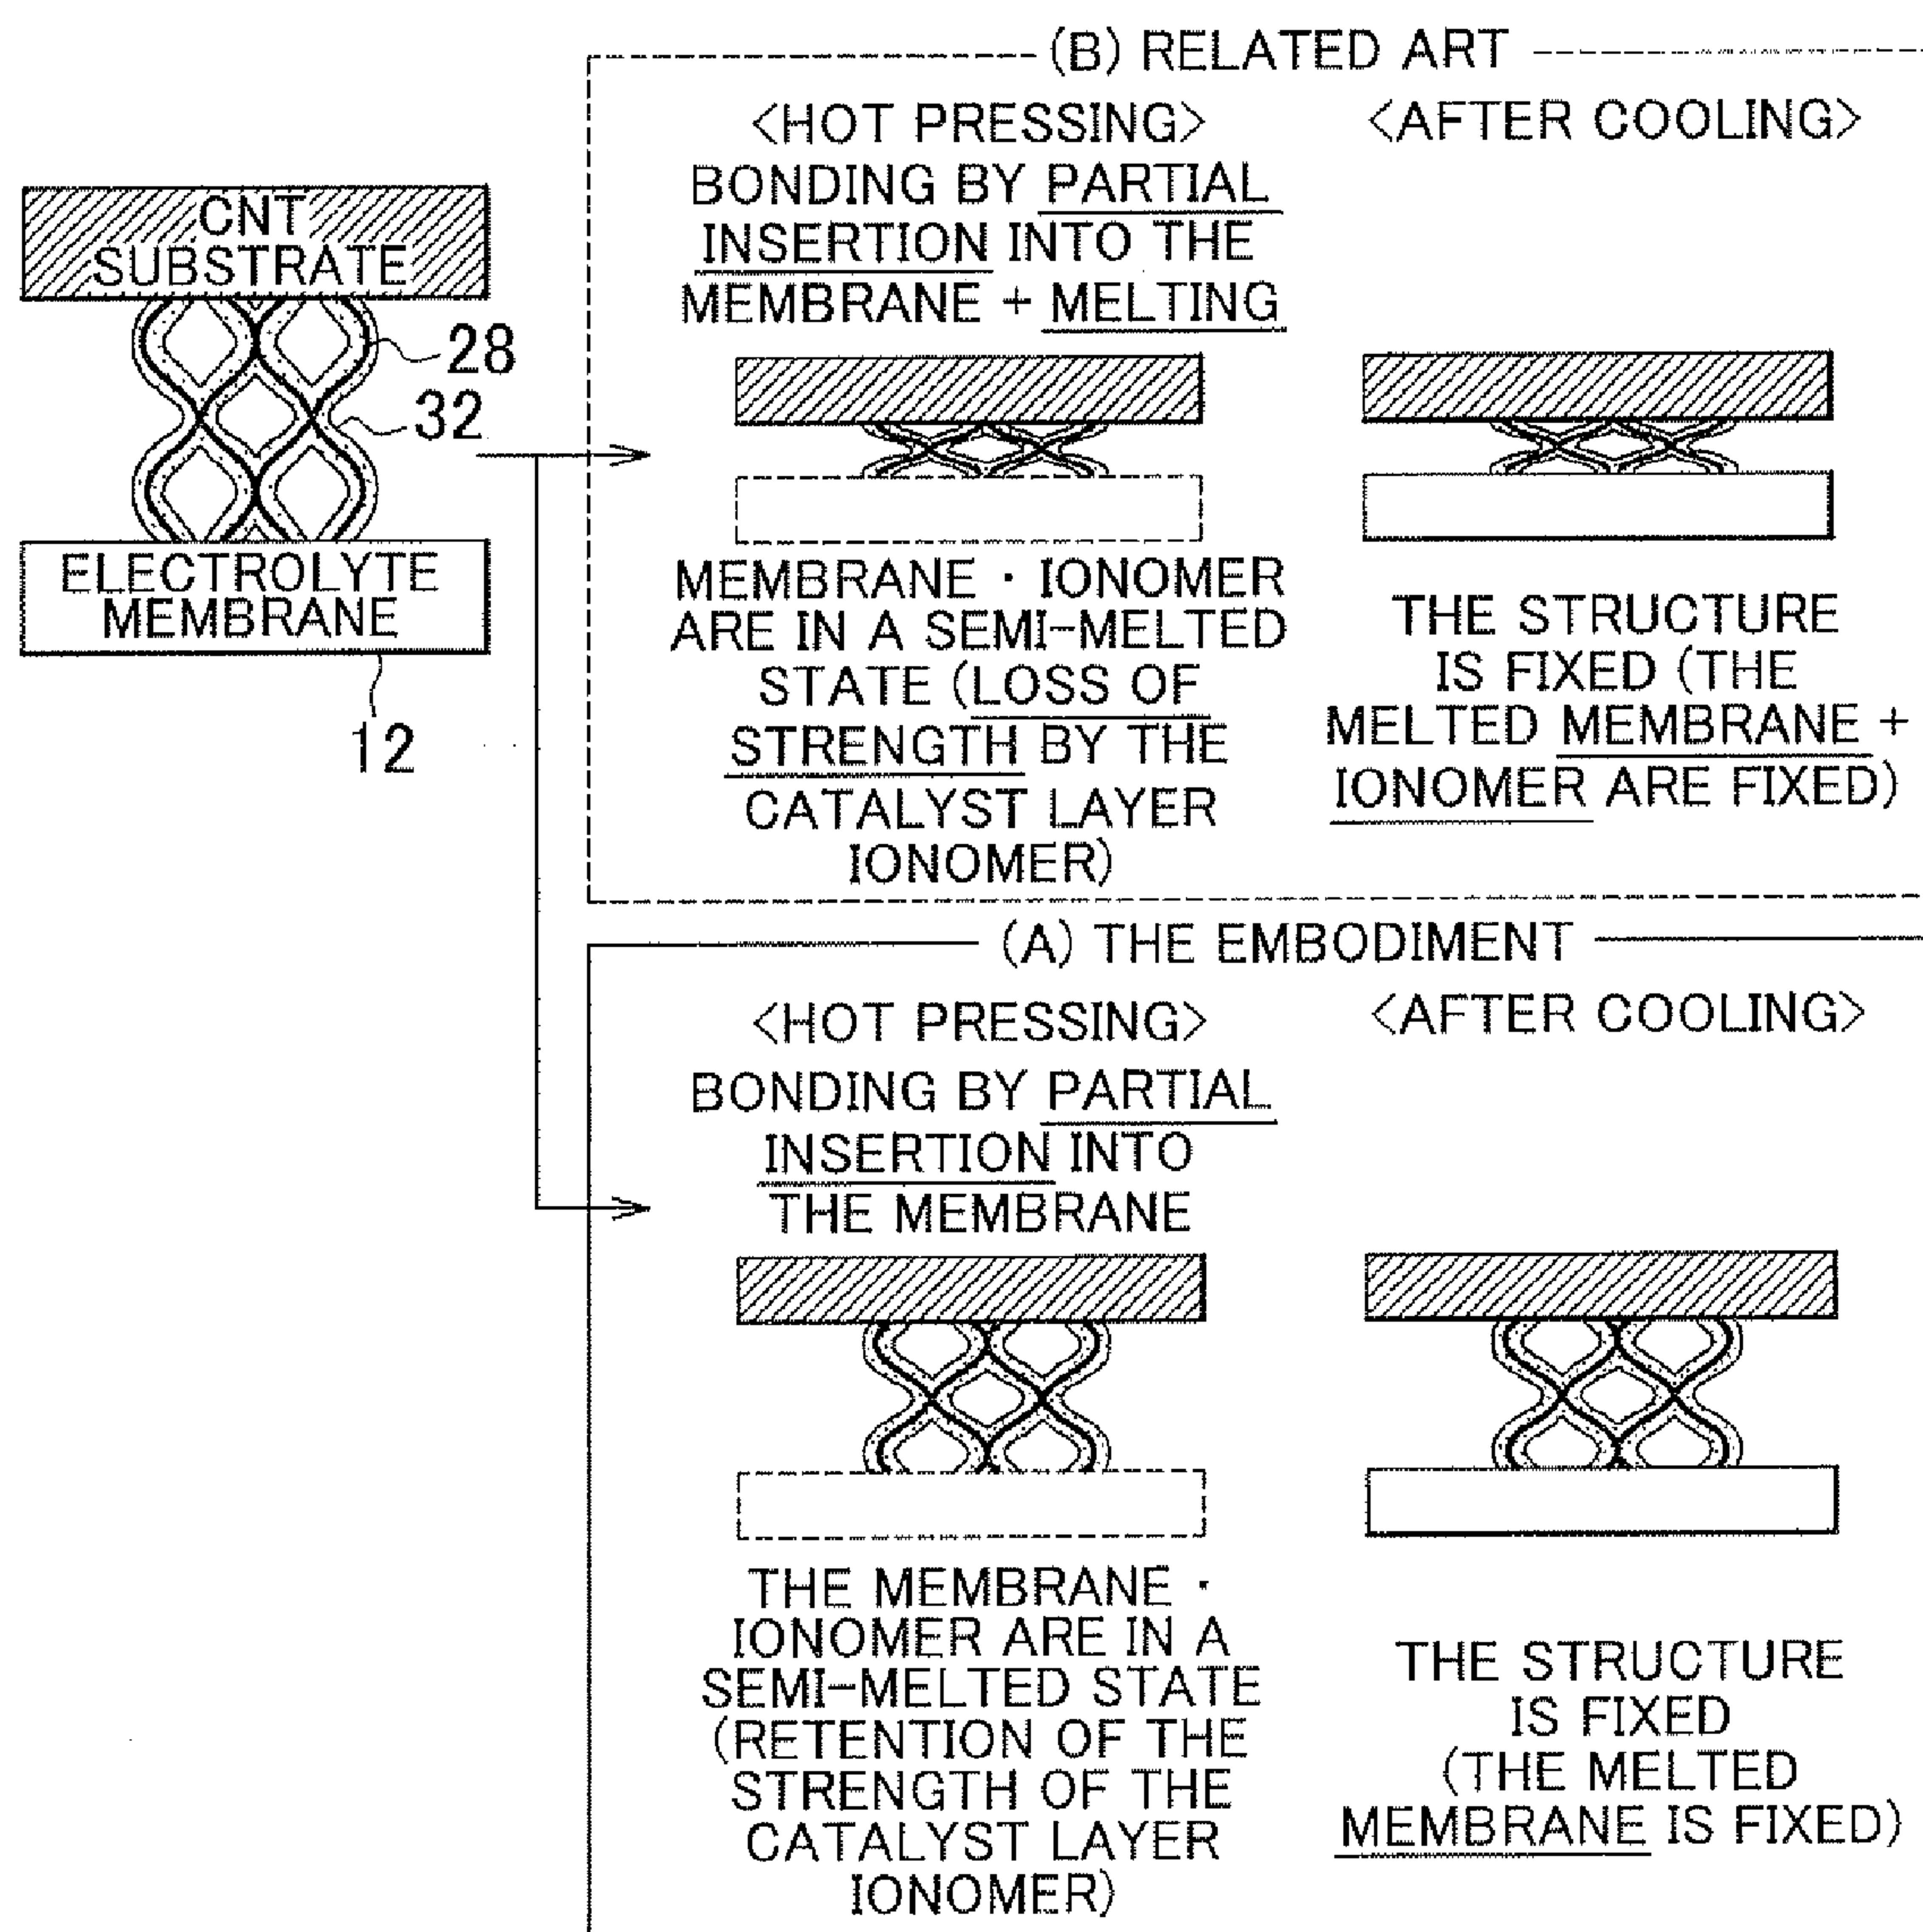 CNT
SUBSTRATE
28
32
ELECTROLYTE
MEMBRANE
12
(B) RELATED ART
<HOT PRESSING>
BONDING BY PARTIAL
INSERTION INTO THE
MEMBRANE + MELTING
MEMBRANE・IONOMER
ARE IN A SEMI-MELTED
STATE (LOSS OF
STRENGTH BY THE
CATALYST LAYER
IONOMER)
<AFTER COOLING>
THE STRUCTURE
IS FIXED (THE
MELTED MEMBRANE +
IONOMER ARE FIXED)
(A) THE EMBODIMENT
<HOT PRESSING>
BONDING BY PARTIAL
INSERTION INTO
THE MEMBRANE
THE MEMBRANE・
IONOMER ARE IN A
SEMI-MELTED STATE
(RETENTION OF THE
STRENGTH OF THE
CATALYST LAYER
IONOMER)
<AFTER COOLING>
THE STRUCTURE
IS FIXED
(THE MELTED
MEMBRANE IS FIXED)